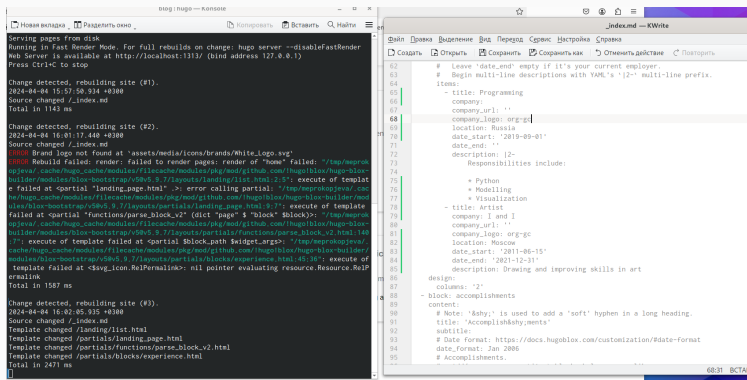 blog : hugo — Konsole
Новая вкладка
Разделить окно
Копировать
Вставить
Найти
Serving pages from disk
Running in Fast Render Mode. For full rebuilds on change: hugo server --disableFastRender
Web Server is available at http://localhost:1313/ (bind address 127.0.0.1)
Press Ctrl+C to stop
Change detected, rebuilding site (#1).
2024-04-04 15:57:50.934 +0300
Source changed /_index.md
Total in 1143 ms
Change detected, rebuilding site (#2).
2024-04-04 16:01:17.440 +0300
Source changed /_index.md
ERROR Brand logo not found at 'assets/media/icons/brands/White_Logo.svg'
ERROR Rebuild failed: render: failed to render pages: render of "home" failed: "/tmp/meprok
opjeva/.cache/hugo_cache/modules/filecache/modules/pkg/mod/github.com/!hugo!blox/hugo-blox-
builder/modules/blox-bootstrap/v5@v5.9.7/layouts/landing/list.html:2:5": execute of templat
e failed at <partial "landing_page.html" .>: error calling partial: "/tmp/meprokopjeva/.cac
he/hugo_cache/modules/filecache/modules/pkg/mod/github.com/!hugo!blox/hugo-blox-builder/mod
ules/blox-bootstrap/v5@v5.9.7/layouts/partials/landing_page.html:9:7": execute of template
failed at <partial "functions/parse_block_v2" (dict "page" $ "block" $block)>: "/tmp/meprok
opjeva/.cache/hugo_cache/modules/filecache/modules/pkg/mod/github.com/!hugo!blox/hugo-blox-
builder/modules/blox-bootstrap/v5@v5.9.7/layouts/partials/functions/parse_block_v2.html:140
:7": execute of template failed at <partial $block_path $widget_args>: "/tmp/meprokopjeva/.
cache/hugo_cache/modules/filecache/modules/pkg/mod/github.com/!hugo!blox/hugo-blox-builder/
modules/blox-bootstrap/v5@v5.9.7/layouts/partials/blocks/experience.html:45:36": execute of
template failed at <$svg_icon.RelPermalink>: nil pointer evaluating resource.Resource.RelP
ermalink
Total in 1587 ms
Change detected, rebuilding site (#3).
2024-04-04 16:02:05.935 +0300
Source changed /_index.md
Template changed /landing/list.html
Template changed /partials/landing_page.html
Template changed /partials/functions/parse_block_v2.html
Template changed /partials/blocks/experience.html
Total in 2471 ms
_index.md — KWrite
Файл Правка Выделение Вид Переход Сервис Настройка Справка
Создать Открыть Сохранить Сохранить как Отменить действие Повторить
62 # Leave 'date_end' empty if it's your current employer.
63 # Begin multi-line descriptions with YAML's '|2-' multi-line prefix.
64 items:
65 - title: Programming
66 company:
67 company_url: ''
68 company_logo: org-gc
69 location: Russia
70 date_start: '2019-09-01'
71 date_end: ''
72 description: |2-
73 Responsibilities include:
74
75 * Python
76 * Modelling
77 * Visualization
78 - title: Artist
79 company: I and I
80 company_url: ''
81 company_logo: org-gc
82 location: Moscow
83 date_start: '2011-06-15'
84 date_end: '2021-12-31'
85 description: Drawing and improving skills in art
86 design:
87 columns: '2'
88 - block: accomplishments
89 content:
90 # Note: '&shy;' is used to add a 'soft' hyphen in a long heading.
91 title: 'Accomplish&shy;ments'
92 subtitle:
93 # Date format: https://docs.hugoblox.com/customization/#date-format
94 date_format: Jan 2006
95 # Accomplishments.
68:31 ВСТА